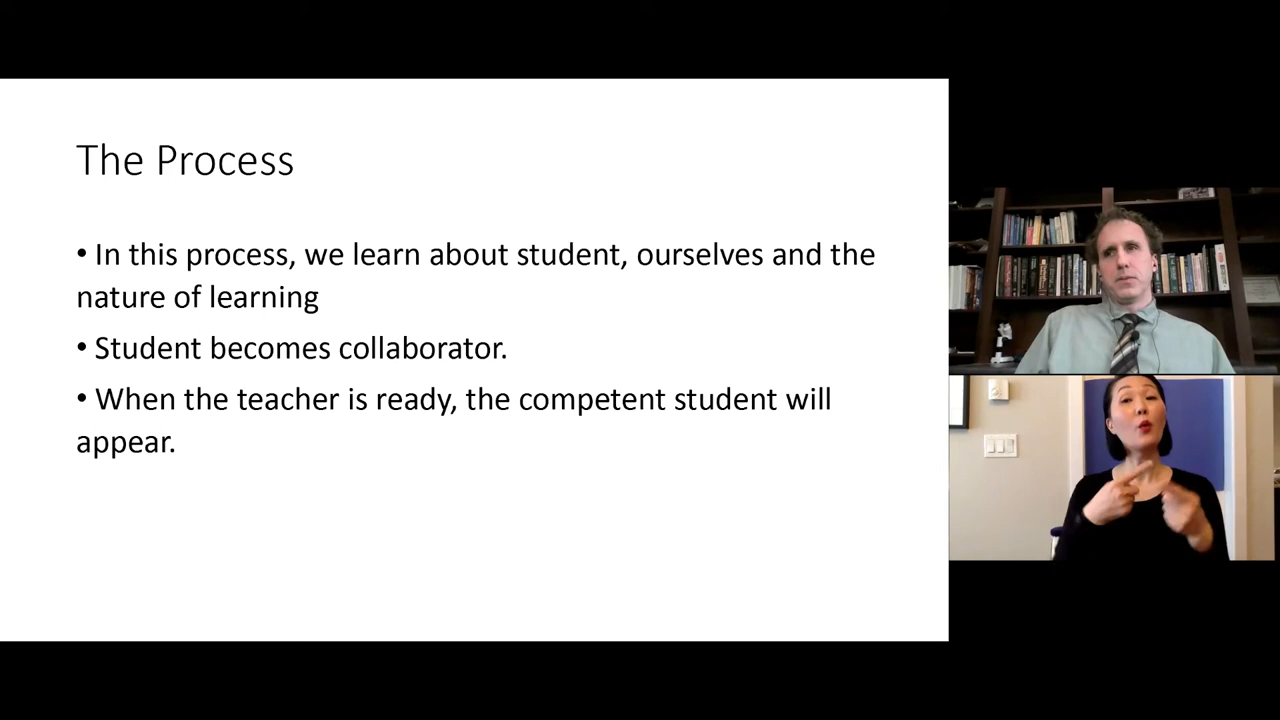 The Process
• In this process, we learn about student, ourselves and the
nature of learning
• Student becomes collaborator.
• When the teacher is ready, the competent student will
appear.